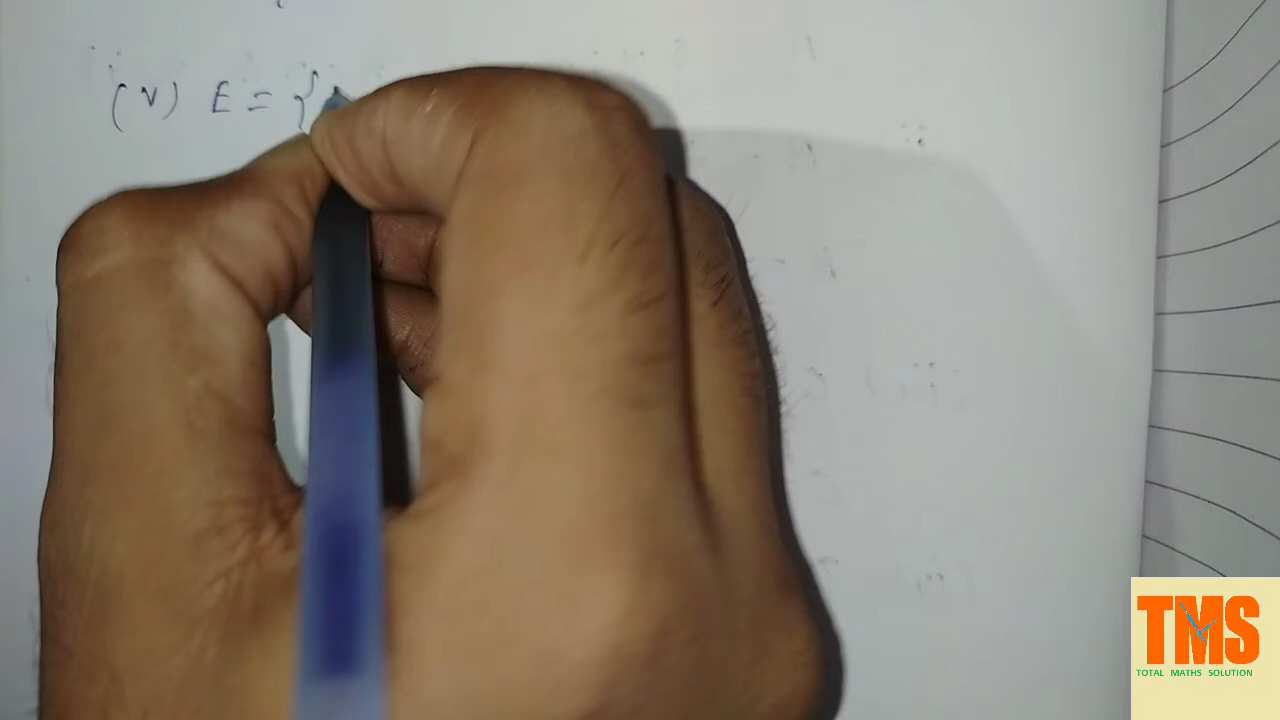 (v) E = {
TMS
TOTAL MATHS SOLUTION